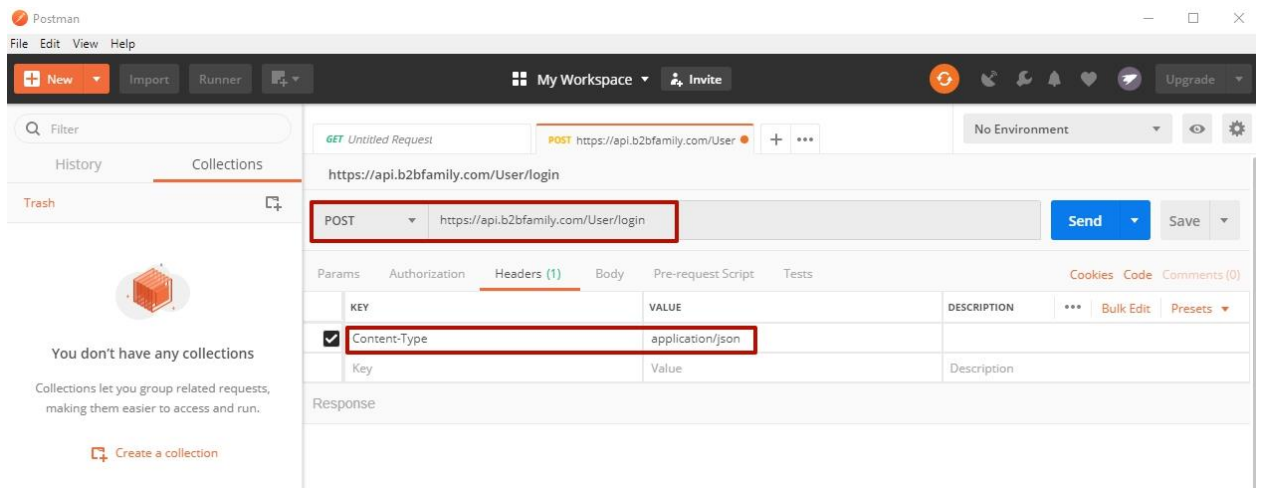 Postman
File Edit View Help
New Import Runner My Workspace Invite Upgrade
Filter
History Collections
Trash
You don't have any collections
Collections let you group related requests,
making them easier to access and run.
Create a collection
GET Untitled Request POST https://api.b2bfamily.com/User + ••• No Environment
https://api.b2bfamily.com/User/login
POST https://api.b2bfamily.com/User/login Send Save
Params Authorization Headers (1) Body Pre-request Script Tests Cookies Code Comments (0)
KEY VALUE DESCRIPTION ••• Bulk Edit Presets
Content-Type application/json
Key Value Description
Response